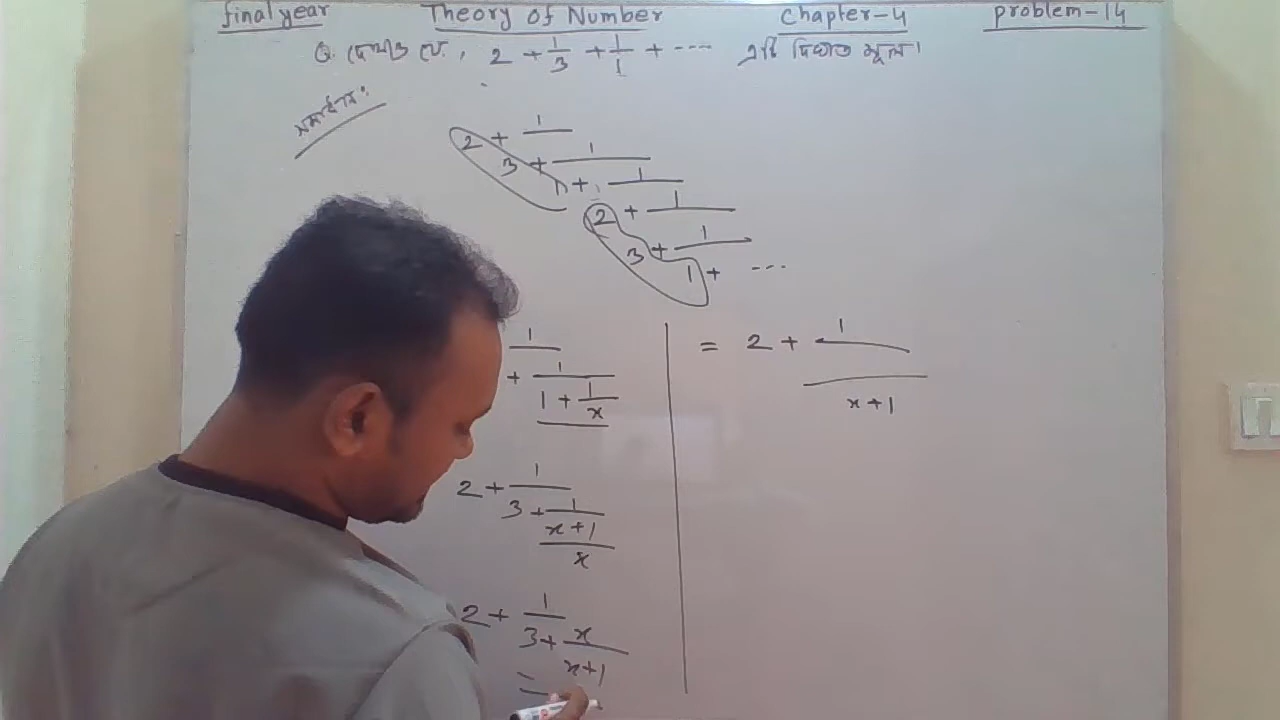 final year Theory of Number Chapter-4 problem-14
Q. দেখাও যে, 2 + 1/3 + 1/1 + ---- একটি দ্বিঘাত মূল।
সমাধান:
2 + 1
3 + 1
1 + 1
2 + 1
3 + 1
1 + ---
1
+ 1
1 + 1/x
2 + 1
3 + 1
x+1
x
2 + 1
3 + x
x+1
=
= 2 + 1
x+1